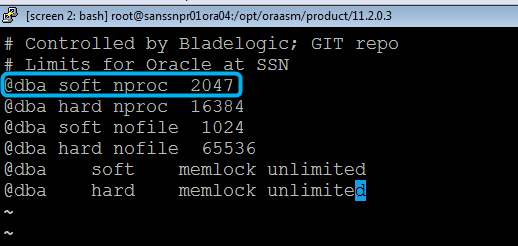 [screen 2: bash] root@sanssnpr01ora04:/opt/oraasm/product/11.2.0.3
# Controlled by Bladelogic; GIT repo
# Limits for Oracle at SSN
@dba soft nproc  2047
@dba hard nproc  16384
@dba soft nofile  1024
@dba hard nofile  65536
@dba    soft    memlock unlimited
@dba    hard    memlock unlimited
~
~